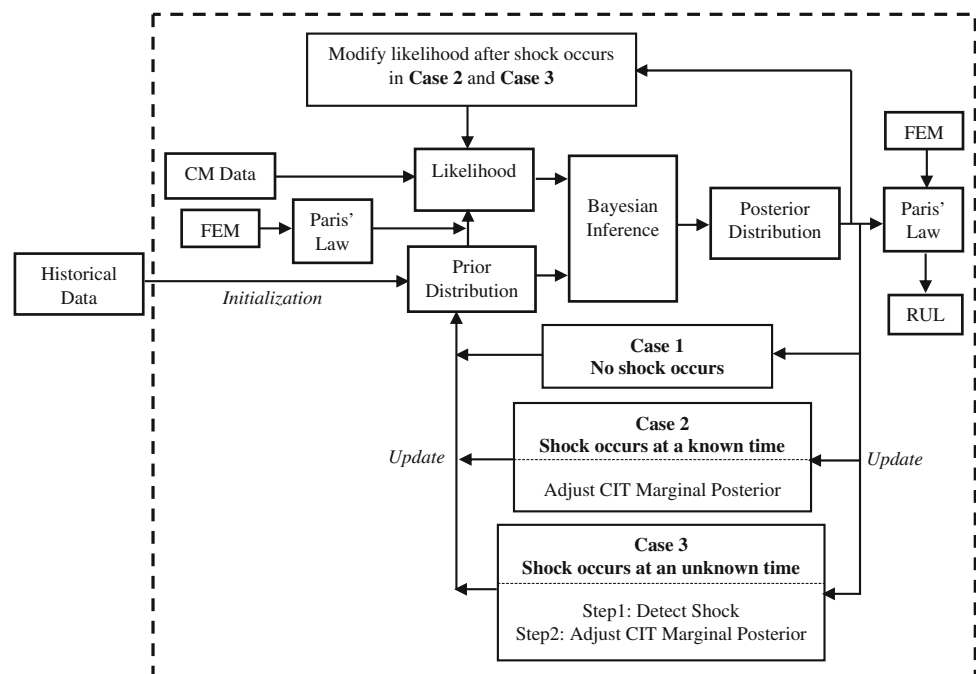 Modify likelihood after shock occurs
in Case 2 and Case 3
FEM
CM Data
Likelihood
Bayesian
Inference
Posterior
Distribution
Paris'
Law
FEM
Paris'
Law
Historical
Data
Initialization
Prior
Distribution
RUL
Case 1
No shock occurs
Case 2
Shock occurs at a known time
Adjust CIT Marginal Posterior
Update
Update
Case 3
Shock occurs at an unknown time
Step1: Detect Shock
Step2: Adjust CIT Marginal Posterior